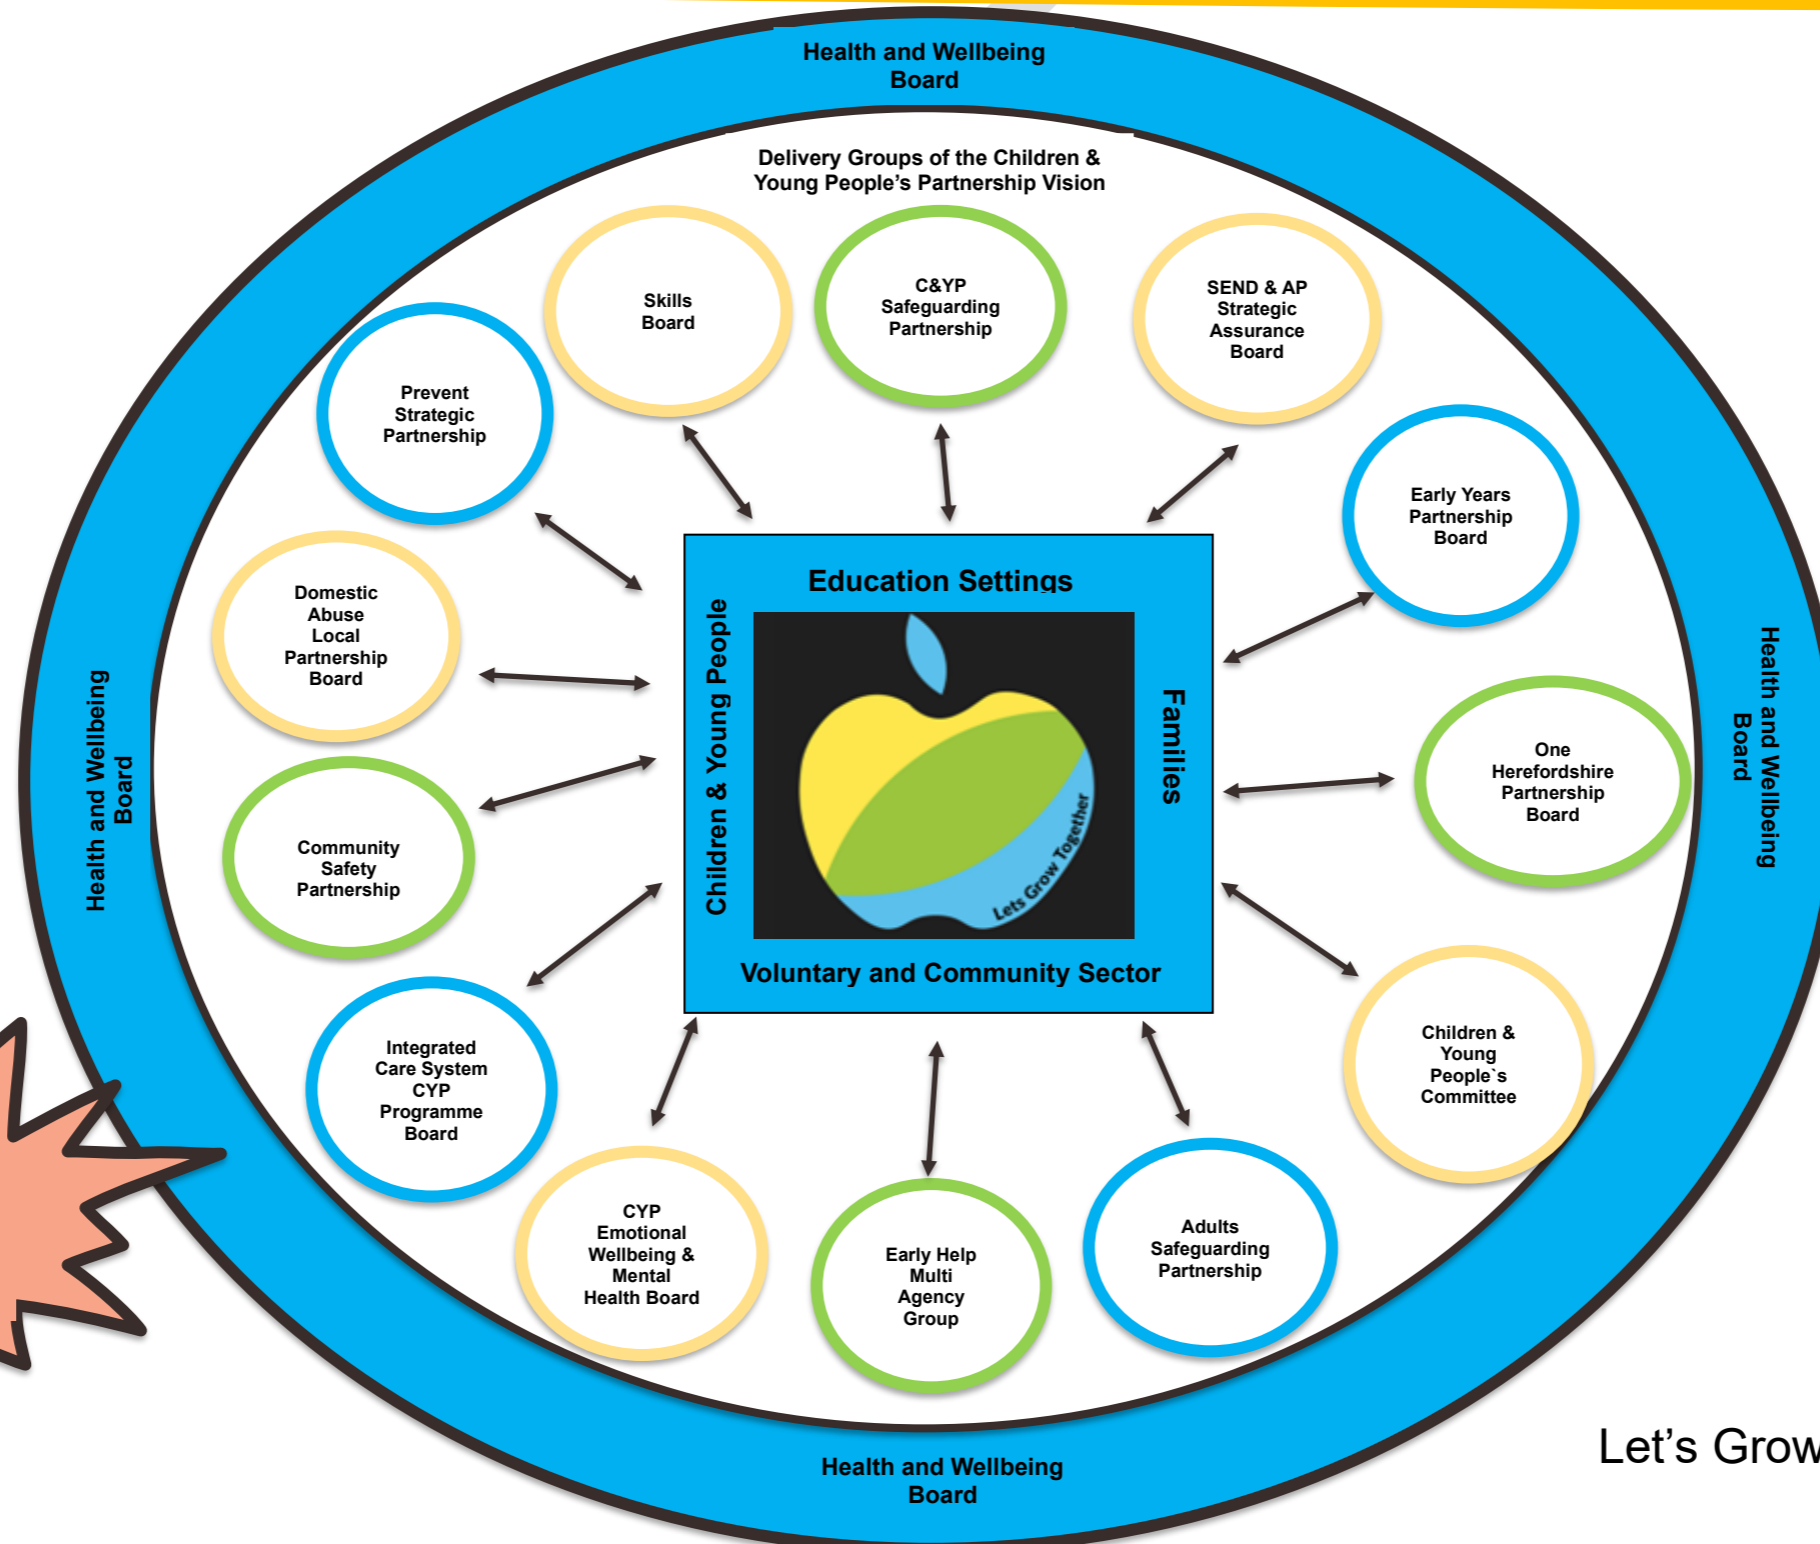 Health and Wellbeing
Board
Delivery Groups of the Children &
Young People's Partnership Vision
Skills
Board
C&YP
Safeguarding
Partnership
SEND & AP
Strategic
Assurance
Board
Prevent
Strategic
Partnership
Early Years
Partnership
Board
Domestic
Abuse
Local
Partnership
Board
Education Settings
Children & Young People
Families
Lets Grow Together
Voluntary and Community Sector
One
Herefordshire
Partnership
Board
Health and Wellbeing
Board
Health and Wellbeing
Board
Community
Safety
Partnership
Integrated
Care System
CYP
Programme
Board
Children &
Young
People`s
Committee
CYP
Emotional
Wellbeing &
Mental
Health Board
Early Help
Multi
Agency
Group
Adults
Safeguarding
Partnership
Health and Wellbeing
Board
Let's Grow